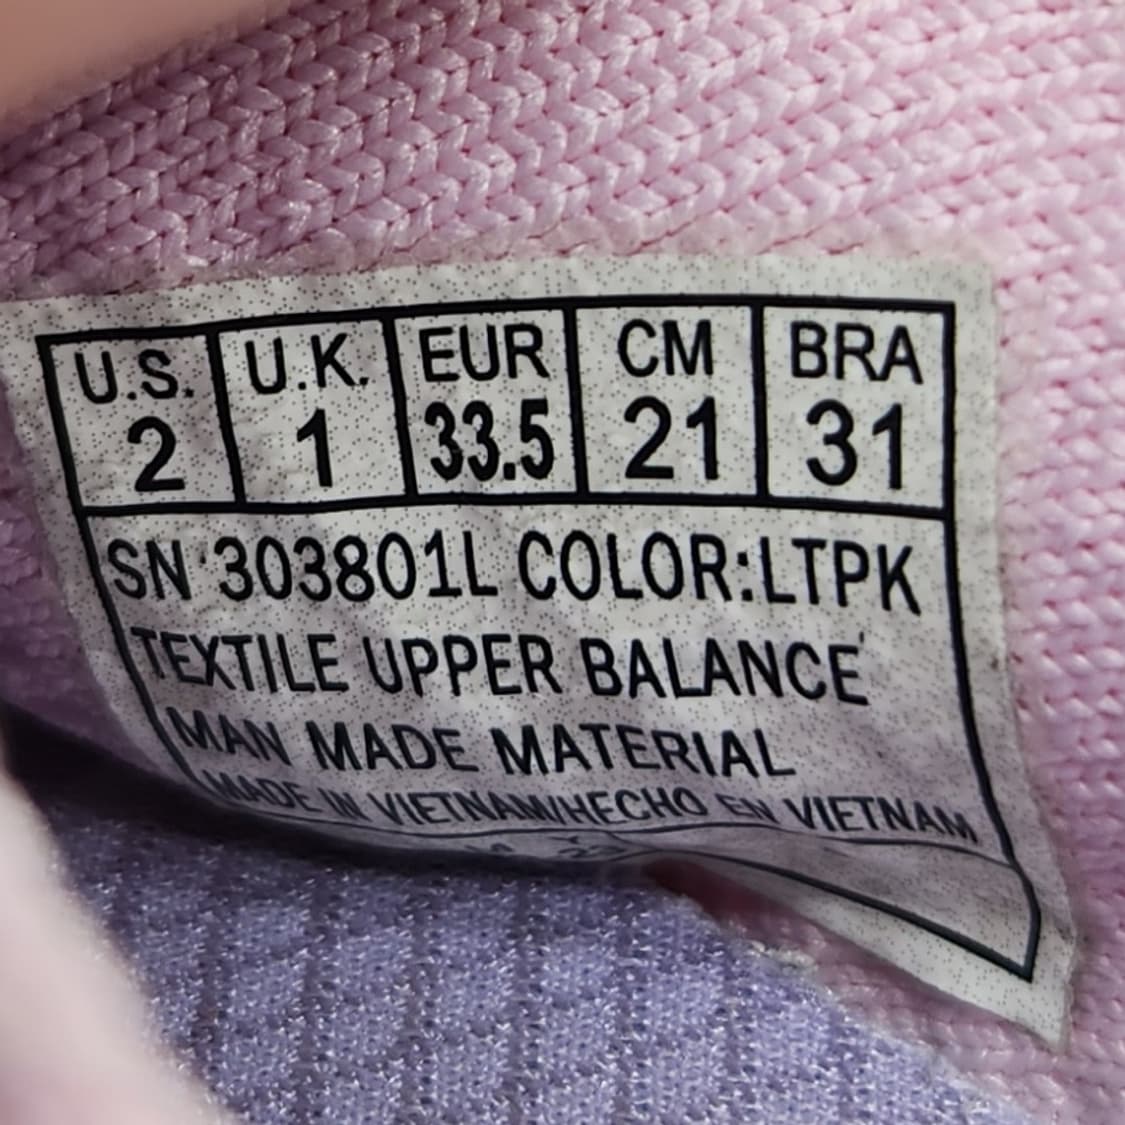 U.S. U.K. EUR CM BRA
2 1 33.5 21 31
SN 303801L COLOR:LTPK
TEXTILE UPPER BALANCE
MAN MADE MATERIAL
MADE IN VIETNAM/HECHO EN VIETNAM